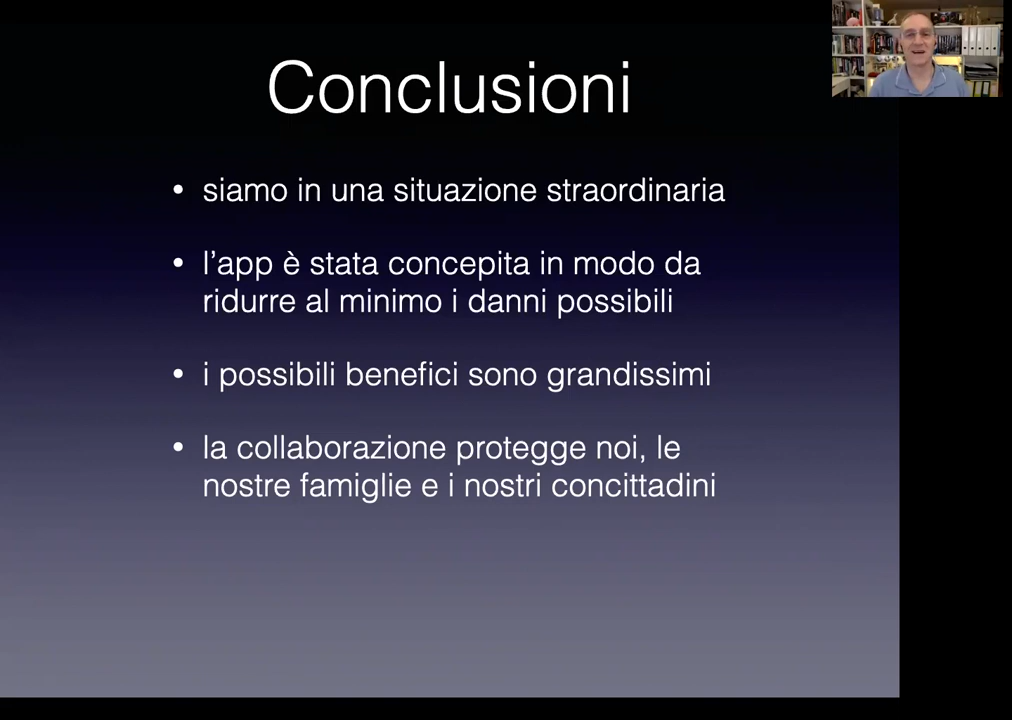 Conclusioni
• siamo in una situazione straordinaria
• l’app è stata concepita in modo da
ridurre al minimo i danni possibili
• i possibili benefici sono grandissimi
• la collaborazione protegge noi, le
nostre famiglie e i nostri concittadini